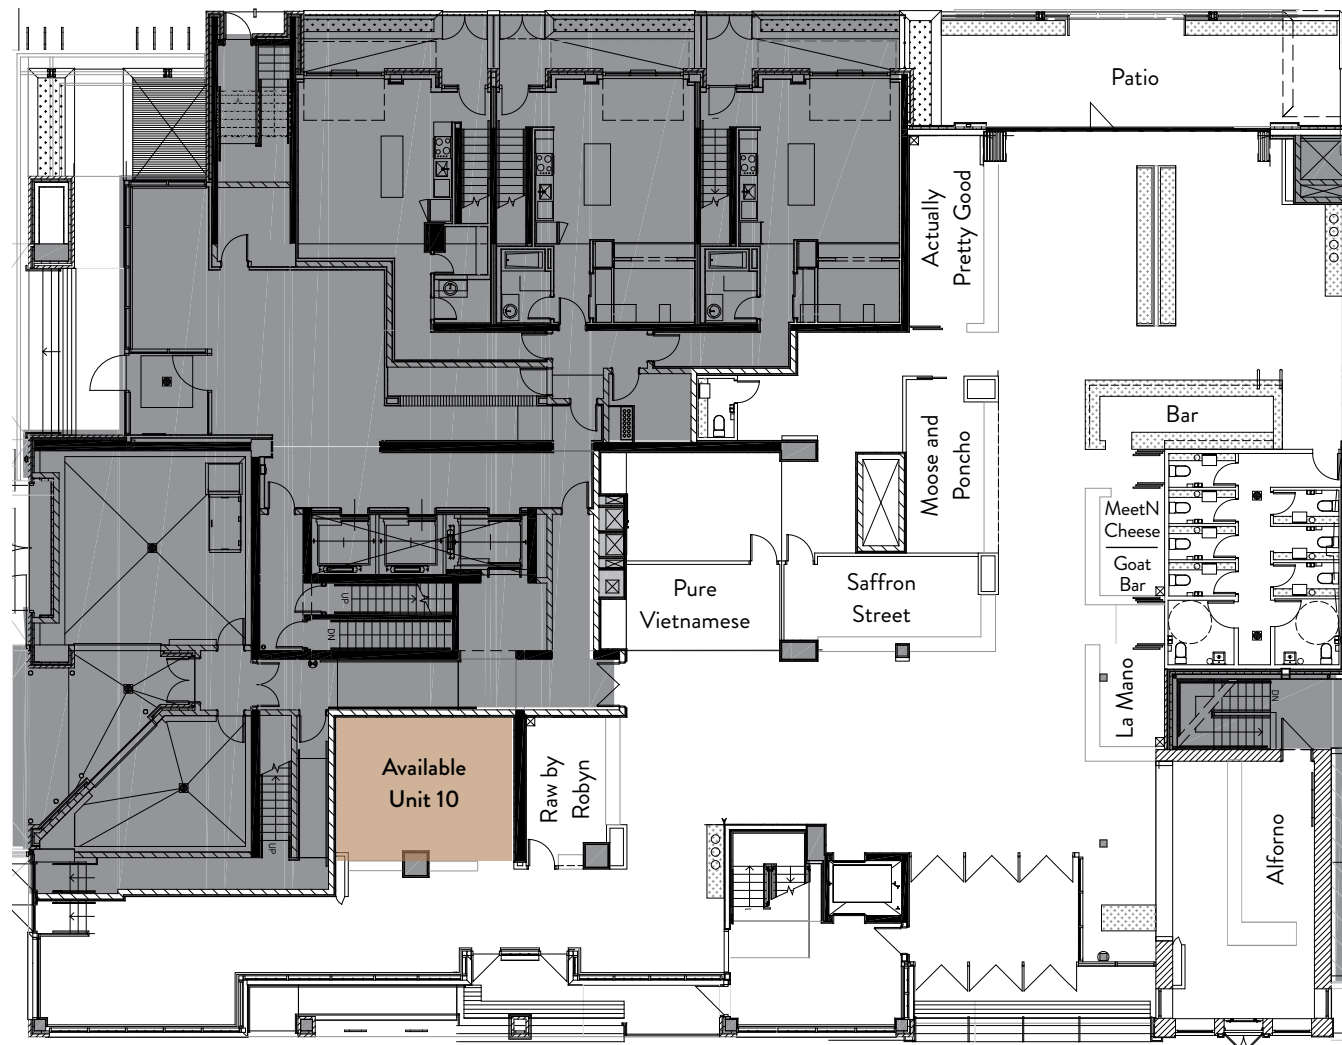 Patio
Actually
Pretty Good
Bar
Moose and
Poncho
MeetN
Cheese
Goat
Bar
Pure
Vietnamese
Saffron
Street
UP
DN
La Mano
DN
Available
Unit 10
Raw by
Robyn
UP
Alforno